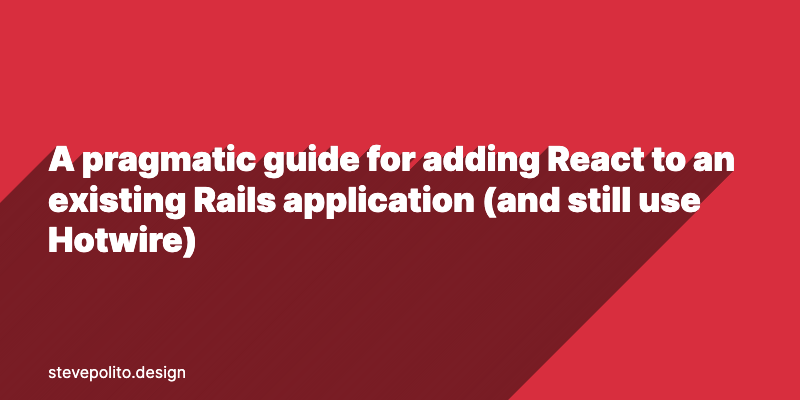 A pragmatic guide for adding React to an
existing Rails application (and still use
Hotwire)
stevepolito.design